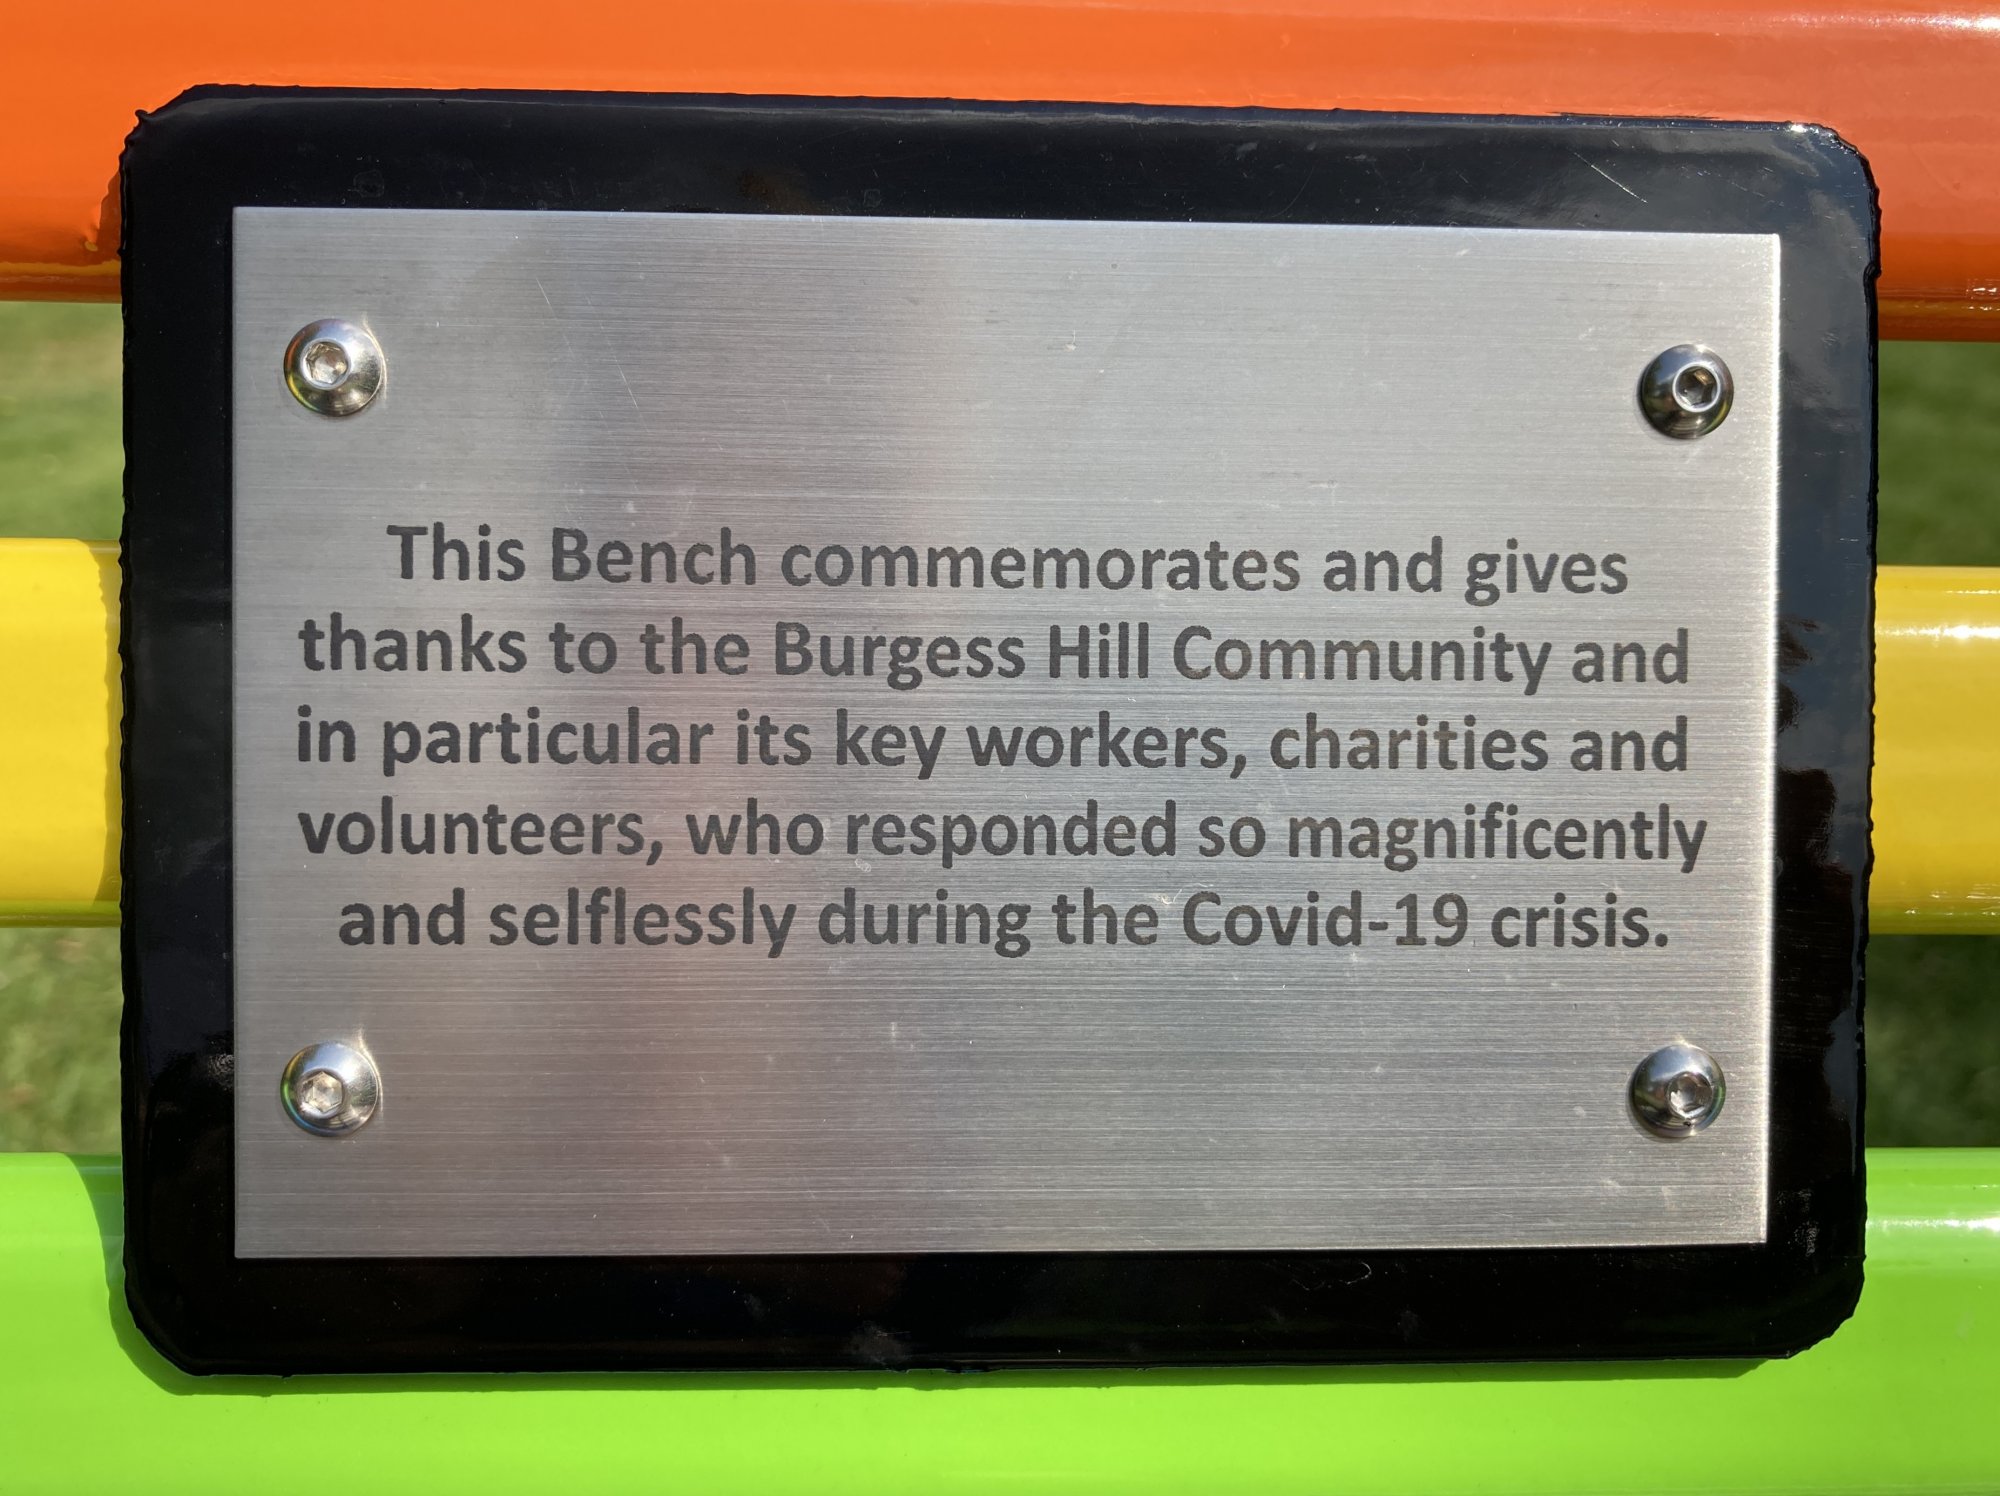 This Bench commemorates and gives
thanks to the Burgess Hill Community and
in particular its key workers, charities and
volunteers, who responded so magnificently
and selflessly during the Covid-19 crisis.